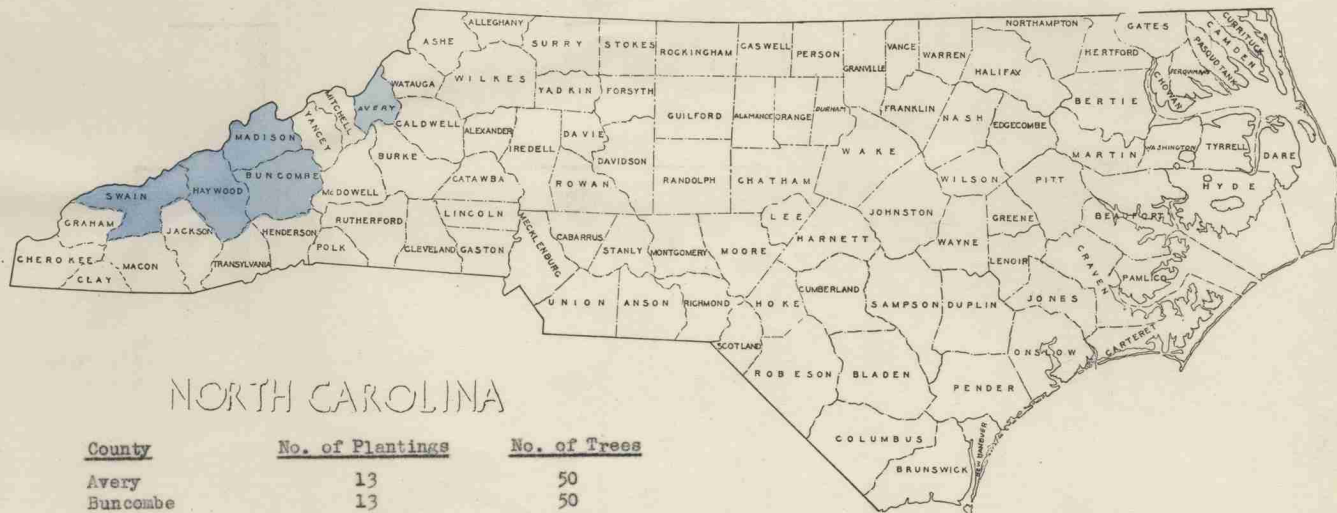 ALLEGHANY
NORTHAMPTON
GATES
CURRITUCK
CAMDEN
PASQUOTANK
ASHE
SURRY
STOKES
ROCKINGHAM
CASWELL
PERSON
VANCE
WARREN
HERTFORD
GRANVILLE
HALIFAX
PERQUIMANS
CHOWAN
WATAUGA
WILKES
YADKIN
FORSYTH
BERTIE
MITCHELL
AVERY
FRANKLIN
YANCEY
CALDWELL
ALEXANDER
GUILFORD
ALAMANCE
ORANGE
DURHAM
NASH
EDGECOMBE
MADISON
IREDELL
DAVIE
WASHINGTON
TYRRELL
DARE
BURKE
DAVIDSON
WAKE
MARTIN
BUNCOMBE
CATAWBA
RANDOLPH
CHATHAM
WILSON
PITT
HYDE
SWAIN
HAYWOOD
McDOWELL
ROWAN
GRAHAM
JACKSON
HENDERSON
RUTHERFORD
LINCOLN
LEE
JOHNSTON
GREENE
BEAUFORT
CHEROKEE
MACON
TRANSYLVANIA
POLK
CLEVELAND
GASTON
MECKLENBURG
CABARRUS
STANLY
MONTGOMERY
MOORE
HARNETT
WAYNE
LENOIR
CRAVEN
PAMLICO
CLAY
UNION
ANSON
RICHMOND
HOKE
CUMBERLAND
SAMPSON
DUPLIN
JONES
SCOTLAND
ONSLOW
CARTERET
ROBESON
BLADEN
PENDER
COLUMBUS
BRUNSWICK
NEW HANOVER
NORTH CAROLINA
County No. of Plantings No. of Trees
Avery 13 50
Buncombe 13 50